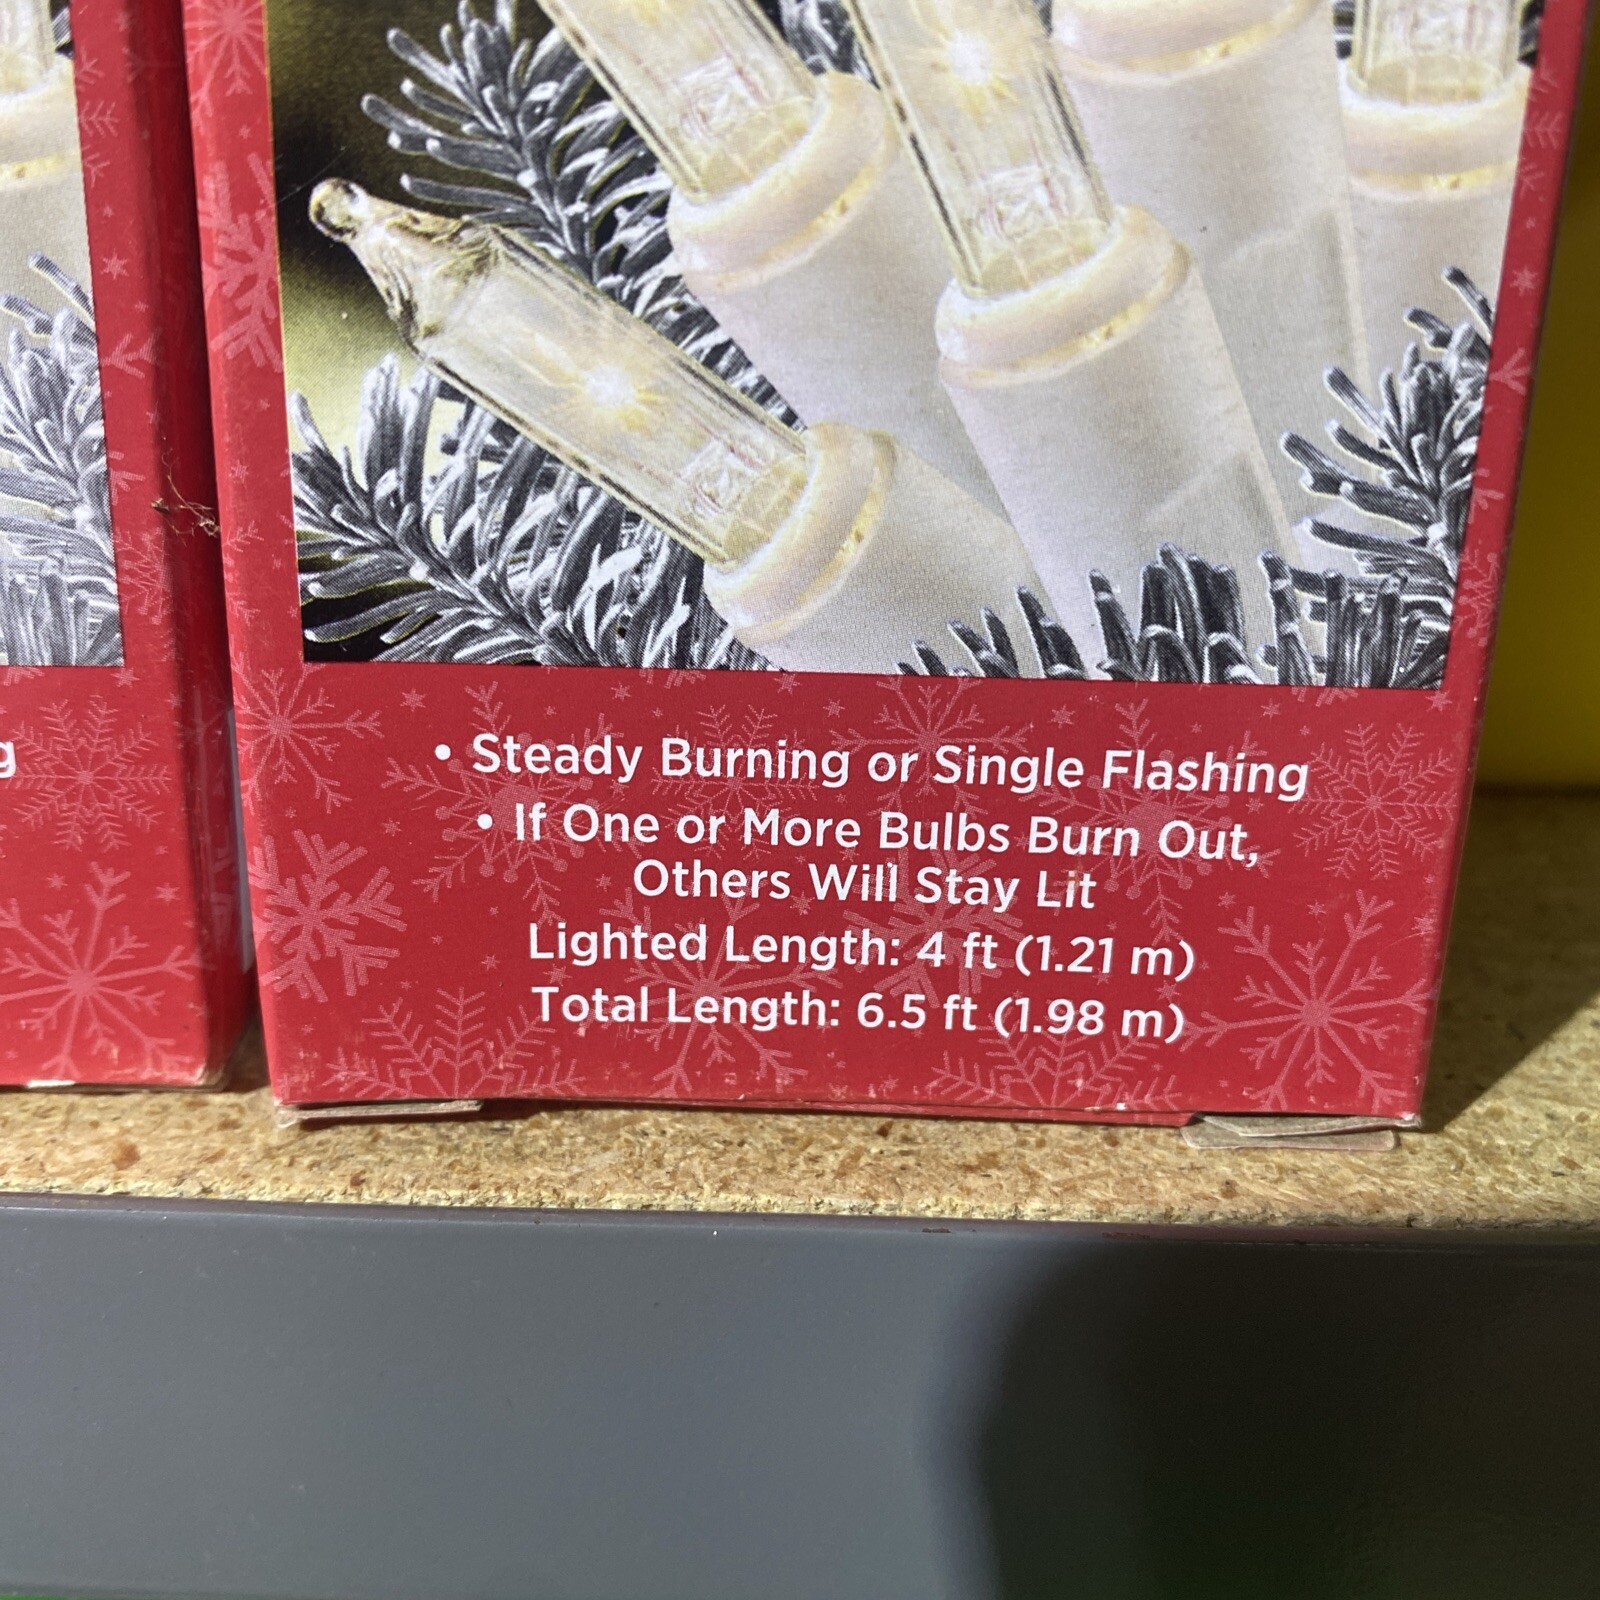 • Steady Burning or Single Flashing
• If One or More Bulbs Burn Out,
Others Will Stay Lit
Lighted Length: 4 ft (1.21 m)
Total Length: 6.5 ft (1.98 m)
g